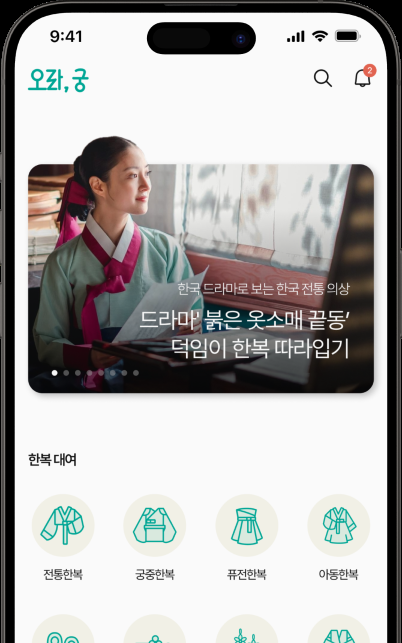 9:41
오라, 궁
2
한국 드라마로 보는 한국 전통 의상
드라마' 붉은 옷소매 끝동'
덕임이 한복 따라입기
한복 대여
전통한복
궁중한복
퓨전한복
아동한복